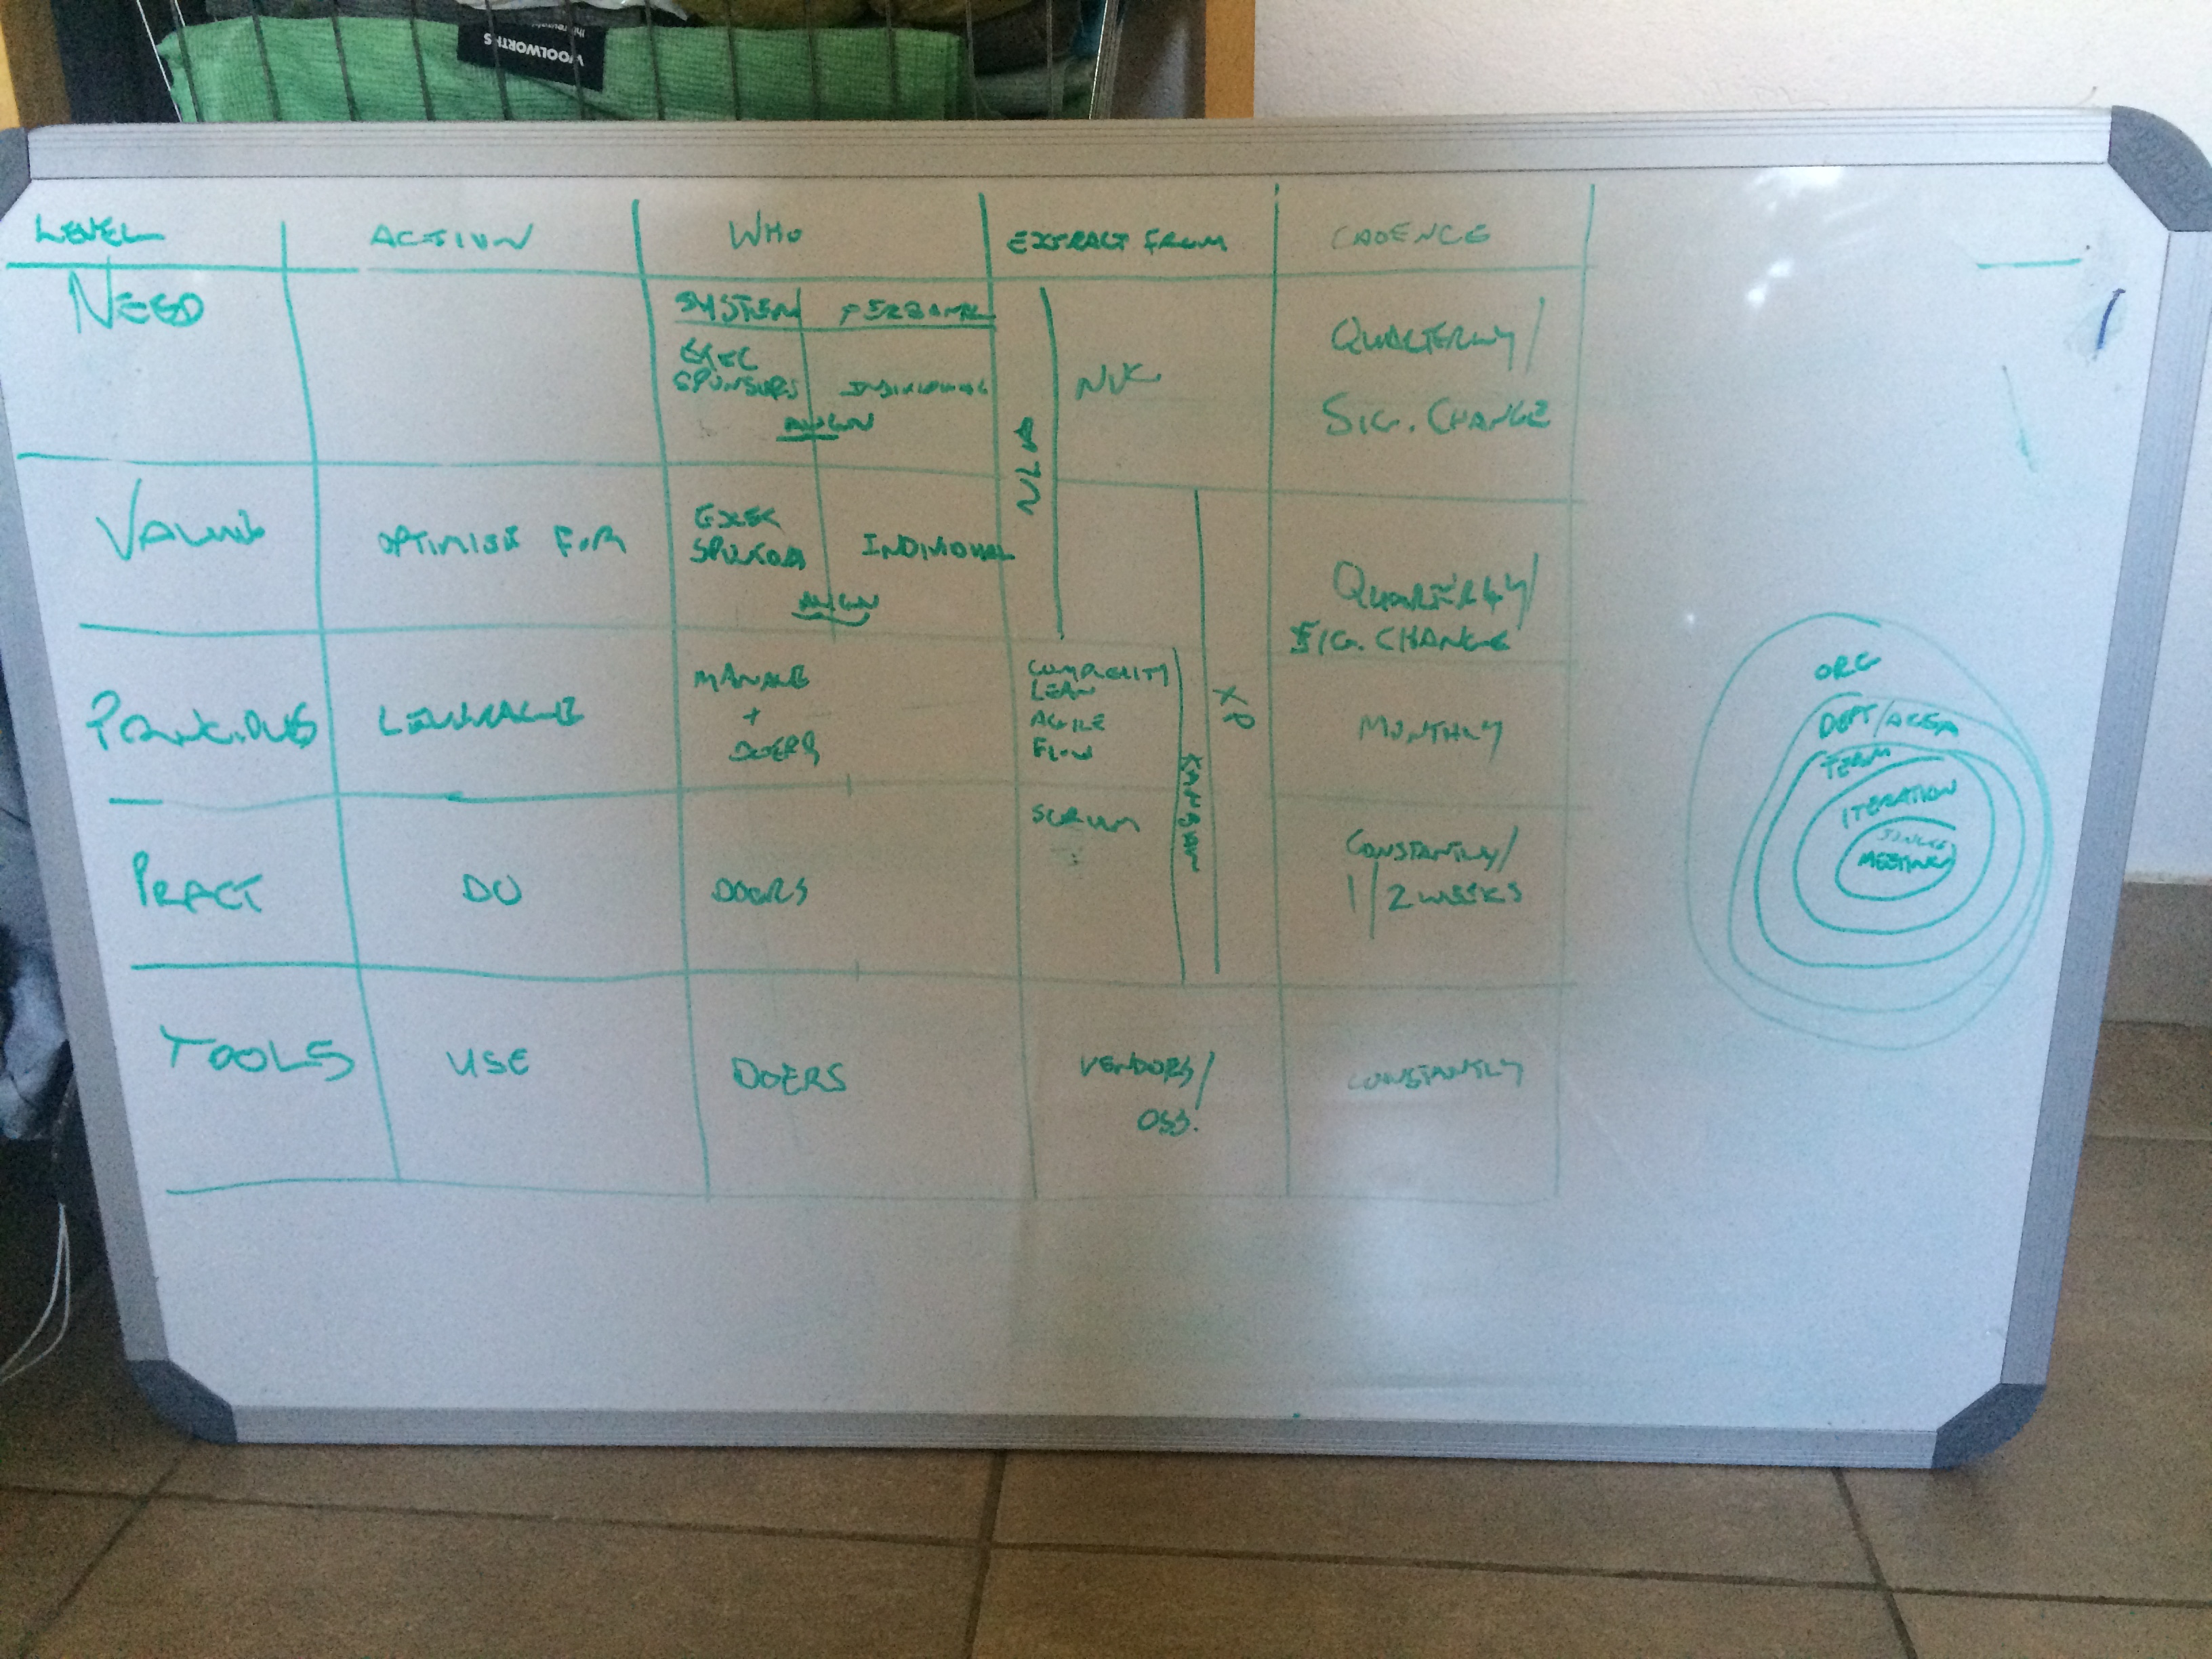 WOOLWORTHS
LEVEL
ACTION
WHO
EXTRACT FROM
CADENCE
NEED
SYSTEM
PERSONAL
EXEC
SPONSORS
INDIVIDUAL
ALIGN
NLP
NVC
QUARTERLY/
SIG. CHANGE
VALUES
OPTIMISE FOR
EXEC
SPONSOR
INDIVIDUAL
ALIGN
XP
QUARTERLY/
SIG. CHANGE
PRINCIPLES
LEVERAGE
MANAGE
+
DOERS
COMPLEXITY
LEAN
AGILE
FLOW
KANBAN
MONTHLY
PRACT
DO
DOERS
SCRUM
CONSTANTLY/
1/2 WEEKS
TOOLS
USE
DOERS
VENDORS/
OSS.
CONSTANTLY
ORG
DEPT/AREA
TEAM
ITERATION
SINGLE
MEETING